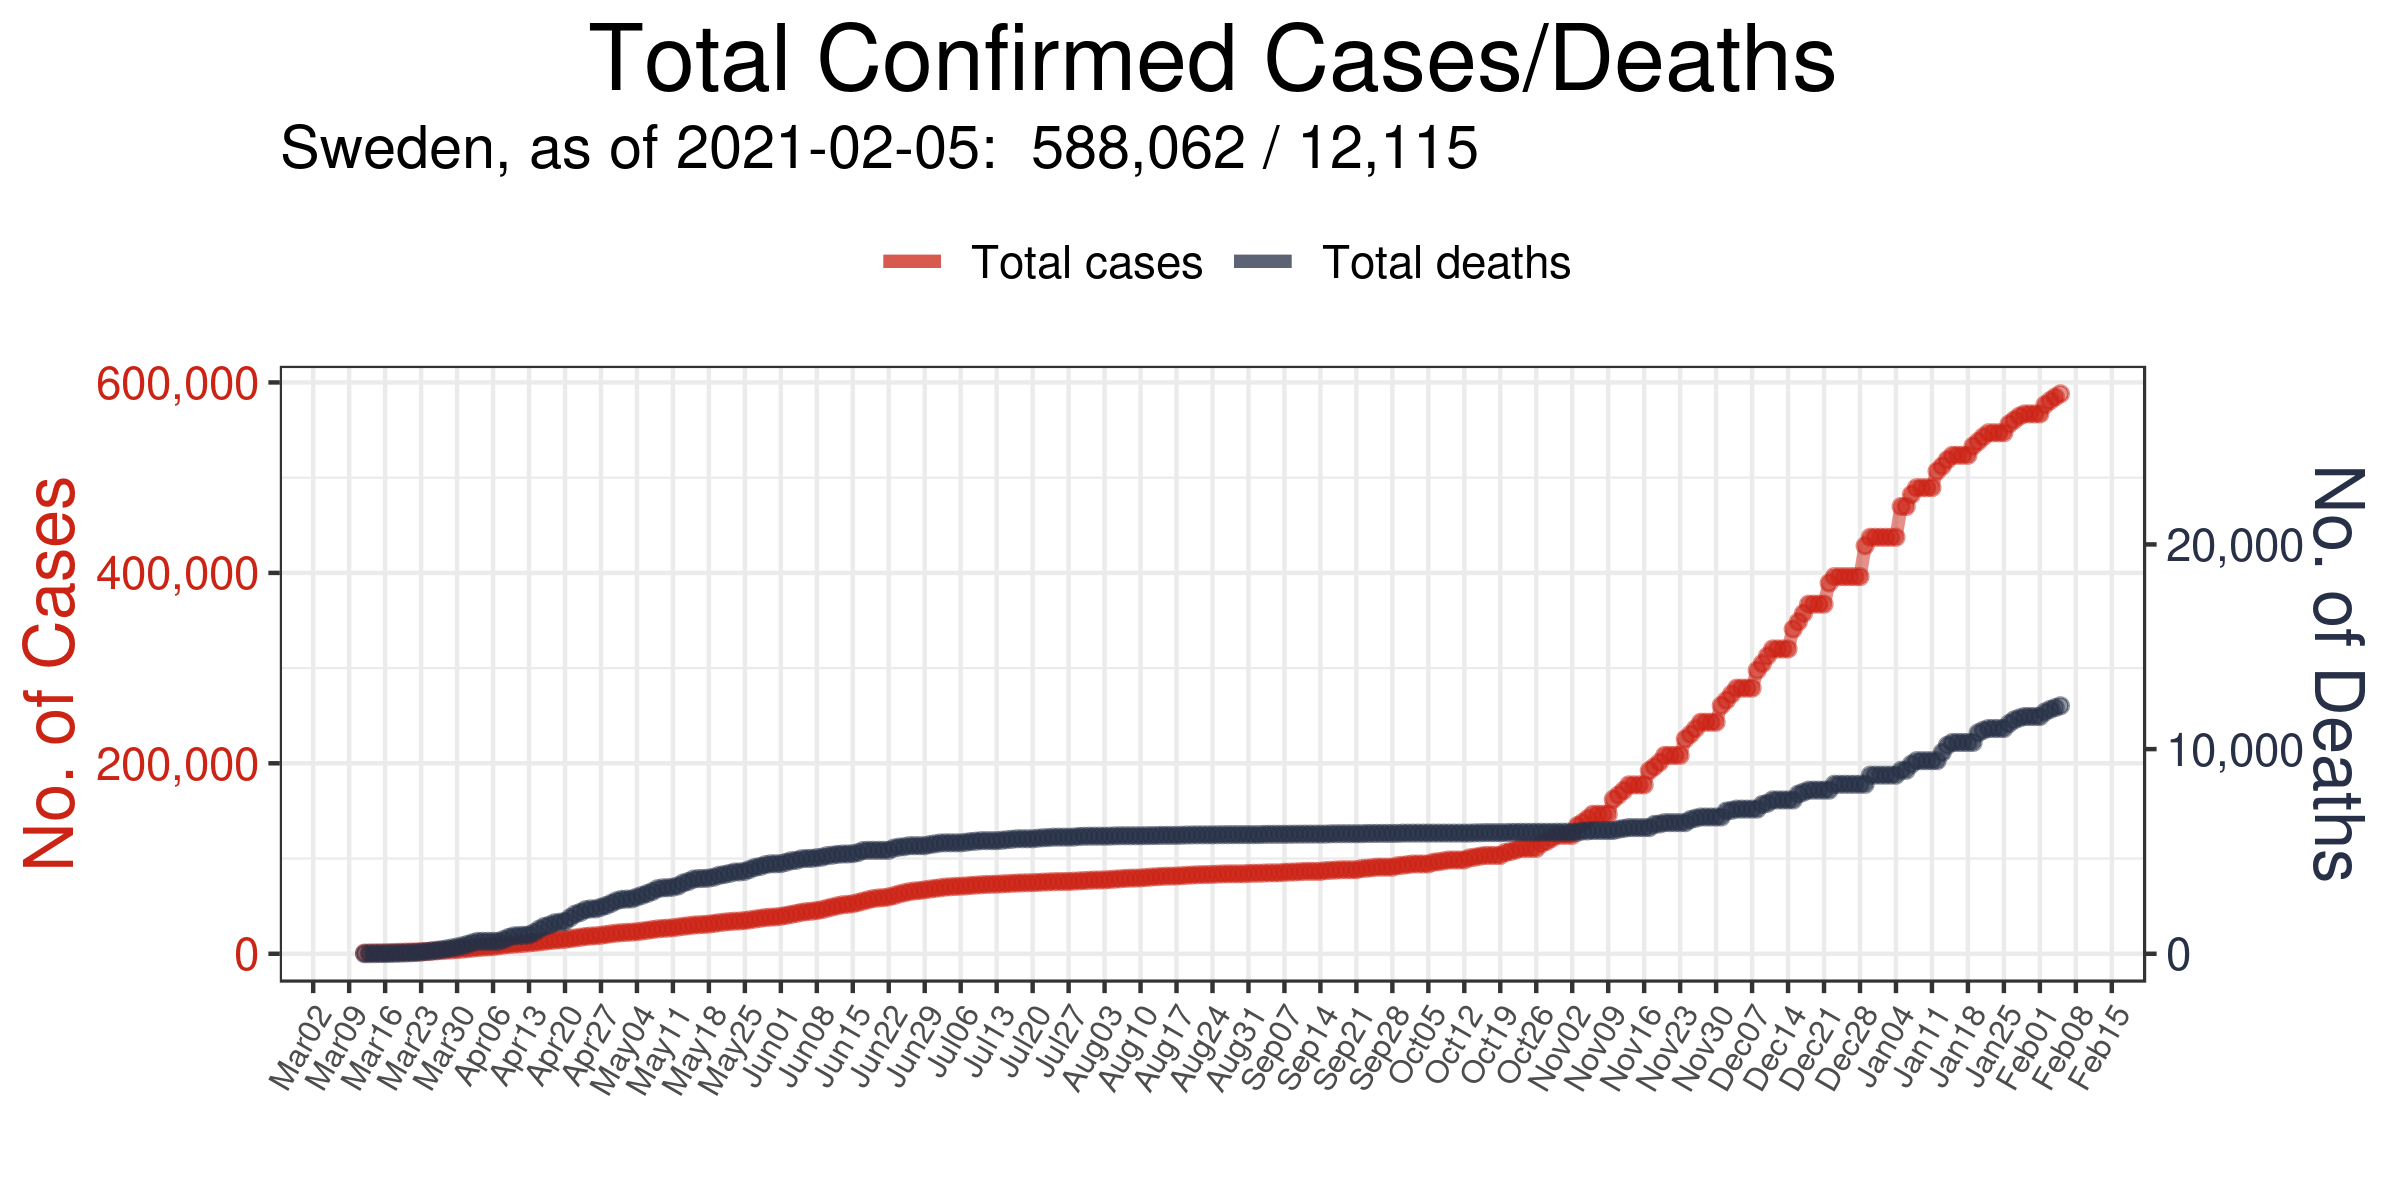 Total Confirmed Cases/Deaths
Sweden, as of 2021-02-05:  588,062 / 12,115
Total cases
Total deaths
No. of Cases
600,000
400,000
200,000
0
20,000
10,000
0
No. of Deaths
Mar02
Mar09
Mar16
Mar23
Mar30
Apr06
Apr13
Apr20
Apr27
May04
May11
May18
May25
Jun01
Jun08
Jun15
Jun22
Jun29
Jul06
Jul13
Jul20
Jul27
Aug03
Aug10
Aug17
Aug24
Aug31
Sep07
Sep14
Sep21
Sep28
Oct05
Oct12
Oct19
Oct26
Nov02
Nov09
Nov16
Nov23
Nov30
Dec07
Dec14
Dec21
Dec28
Jan04
Jan11
Jan18
Jan25
Feb01
Feb08
Feb15